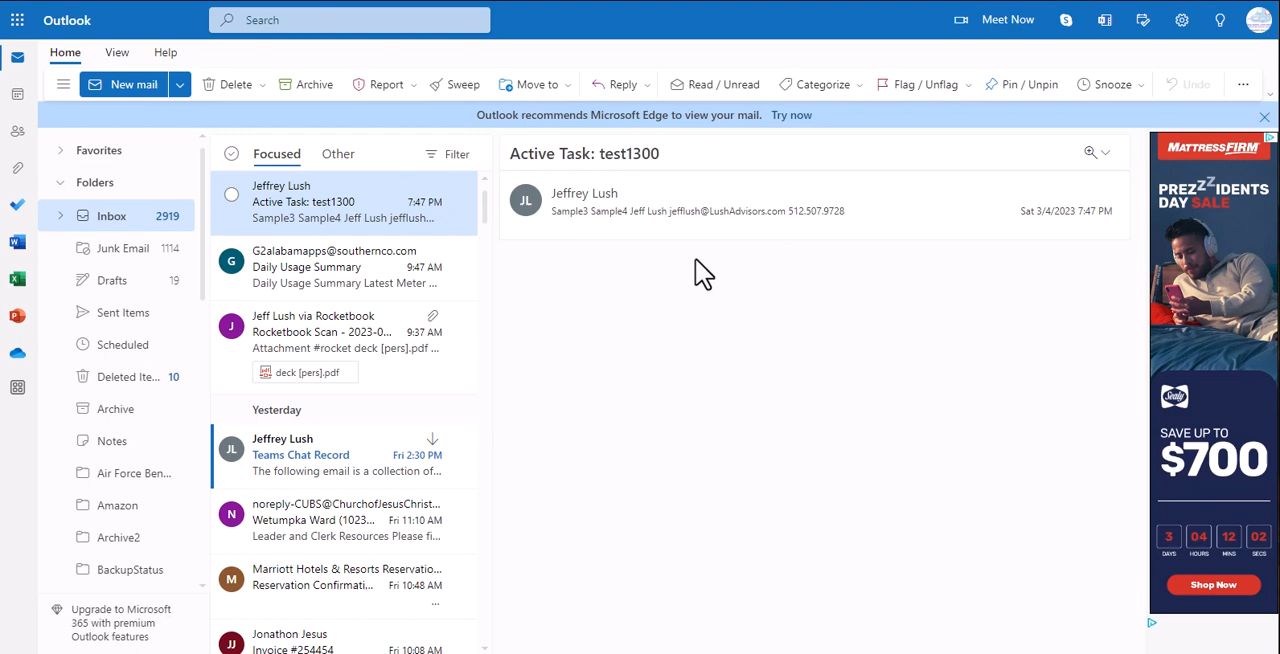 Outlook
Search
Meet Now
Home View Help
New mail Delete Archive Report Sweep Move to Reply Read / Unread Categorize Flag / Unflag Pin / Unpin Snooze Undo ...
Outlook recommends Microsoft Edge to view your mail. Try now
Favorites
Folders
Inbox 2919
Junk Email 1114
Drafts 19
Sent Items
Scheduled
Deleted Ite... 10
Archive
Notes
Air Force Ben...
Amazon
Archive2
BackupStatus
Upgrade to Microsoft
365 with premium
Outlook features
Focused Other Filter
Jeffrey Lush
Active Task: test1300 7:47 PM
Sample3 Sample4 Jeff Lush jefflush...
G
G2alabamapps@southernco.com
Daily Usage Summary 9:47 AM
Daily Usage Summary Latest Meter ...
J
Jeff Lush via Rocketbook
Rocketbook Scan - 2023-0... 9:37 AM
Attachment #rocket deck [pers].pdf ...
deck [pers].pdf
Yesterday
JL
Jeffrey Lush
Teams Chat Record Fri 2:30 PM
The following email is a collection of...
N
noreply-CUBS@ChurchofJesusChrist...
Wetumpka Ward (1023... Fri 11:10 AM
Leader and Clerk Resources Please fi...
M
Marriott Hotels & Resorts Reservatio...
Reservation Confirmati... Fri 10:48 AM
...
JJ
Jonathon Jesus
Invoice #254454 Fri 10:08 AM
Active Task: test1300
JL
Jeffrey Lush
Sample3 Sample4 Jeff Lush jefflush@LushAdvisors.com 512.507.9728 Sat 3/4/2023 7:47 PM
MATTRESSFIRM
PREZZZIDENTS
DAY SALE
Sealy
SAVE UP TO
$700
3 04 12 02
DAYS HOURS MINS SECS
Shop Now